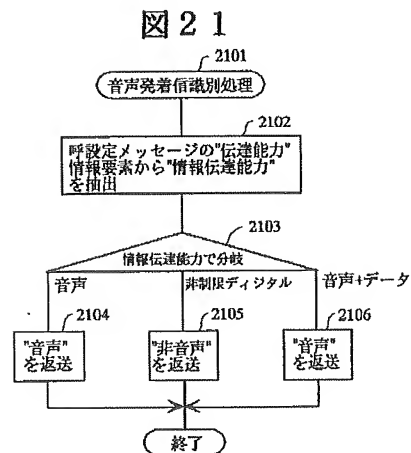 図21
2101
音声発着信識別処理
2102
呼設定メッセージの"伝達能力"
情報要素から"情報伝達能力"
を抽出
2103
情報伝達能力で分岐
音声
非制限ディジタル
音声+データ
2104
2105
2106
"音声"
を返送
"非音声"
を返送
"音声"
を返送
終了